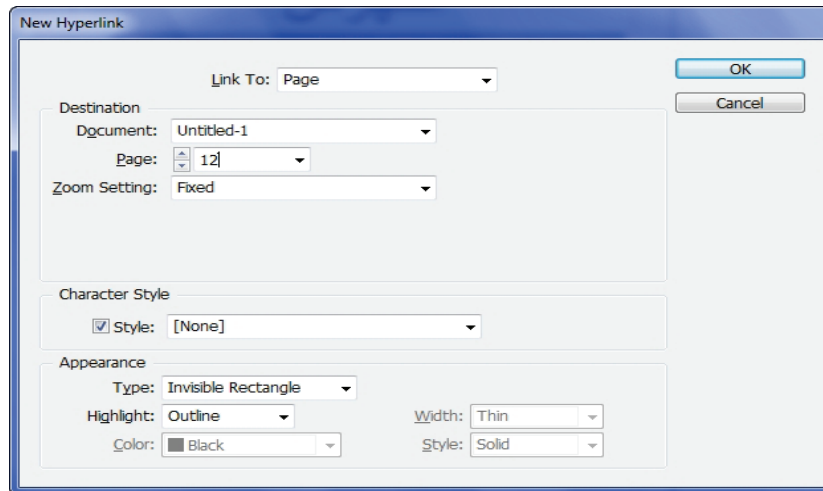 New Hyperlink
Link To: Page
OK
Cancel
Destination
Document: Untitled-1
Page: 12
Zoom Setting: Fixed
Character Style
Style: [None]
Appearance
Type: Invisible Rectangle
Highlight: Outline Width: Thin
Color: Black Style: Solid